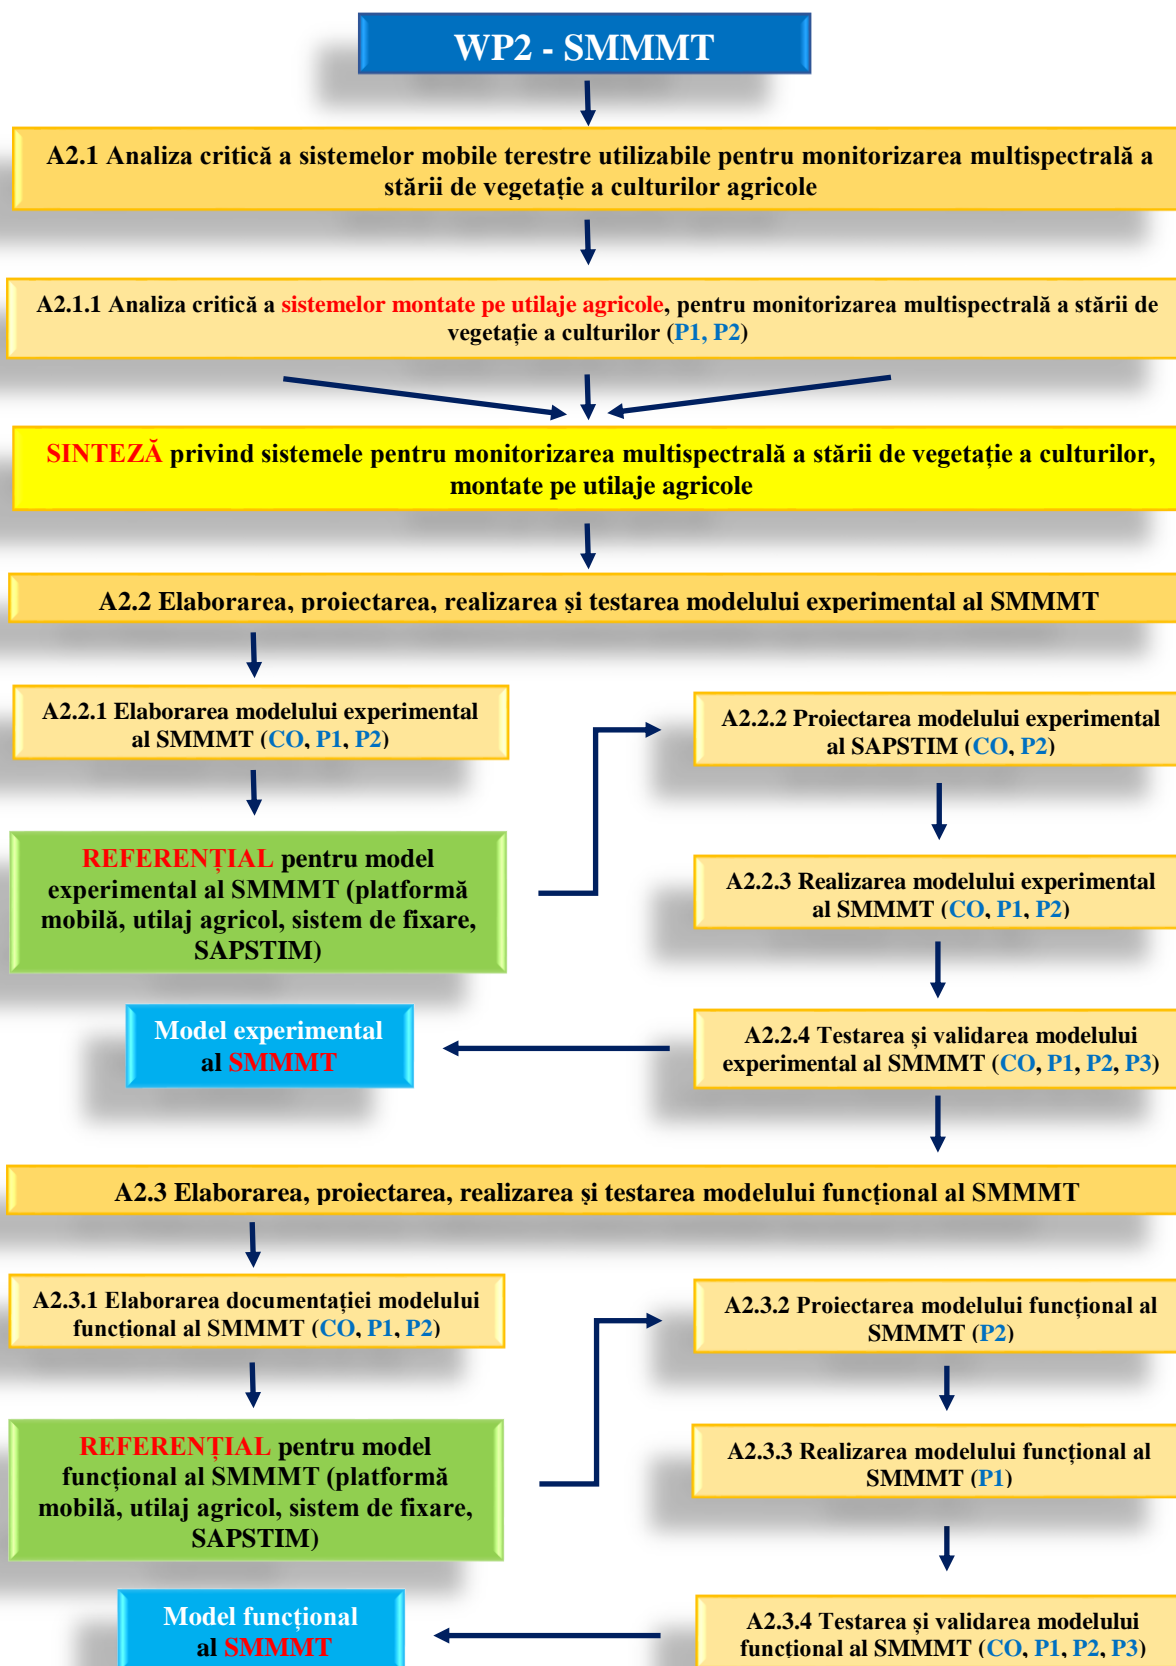 WP2 - SMMMT
A2.1 Analiza critică a sistemelor mobile terestre utilizabile pentru monitorizarea multispectrală a
stării de vegetație a culturilor agricole
A2.1.1 Analiza critică a sistemelor montate pe utilaje agricole, pentru monitorizarea multispectrală a stării de
vegetație a culturilor (P1, P2)
SINTEZĂ privind sistemele pentru monitorizarea multispectrală a stării de vegetație a culturilor,
montate pe utilaje agricole
A2.2 Elaborarea, proiectarea, realizarea și testarea modelului experimental al SMMMT
A2.2.1 Elaborarea modelului experimental
al SMMMT (CO, P1, P2)
REFERENȚIAL pentru model
experimental al SMMMT (platformă
mobilă, utilaj agricol, sistem de fixare,
SAPSTIM)
A2.2.2 Proiectarea modelului experimental
al SAPSTIM (CO, P2)
A2.2.3 Realizarea modelului experimental
al SMMMT (CO, P1, P2)
A2.2.4 Testarea și validarea modelului
experimental al SMMMT (CO, P1, P2, P3)
Model experimental
al SMMMT
A2.3 Elaborarea, proiectarea, realizarea și testarea modelului funcțional al SMMMT
A2.3.1 Elaborarea documentației modelului
funcțional al SMMMT (CO, P1, P2)
REFERENȚIAL pentru model
funcțional al SMMMT (platformă
mobilă, utilaj agricol, sistem de fixare,
SAPSTIM)
A2.3.2 Proiectarea modelului funcțional al
SMMMT (P2)
A2.3.3 Realizarea modelului funcțional al
SMMMT (P1)
A2.3.4 Testarea și validarea modelului
funcțional al SMMMT (CO, P1, P2, P3)
Model funcțional
al SMMMT